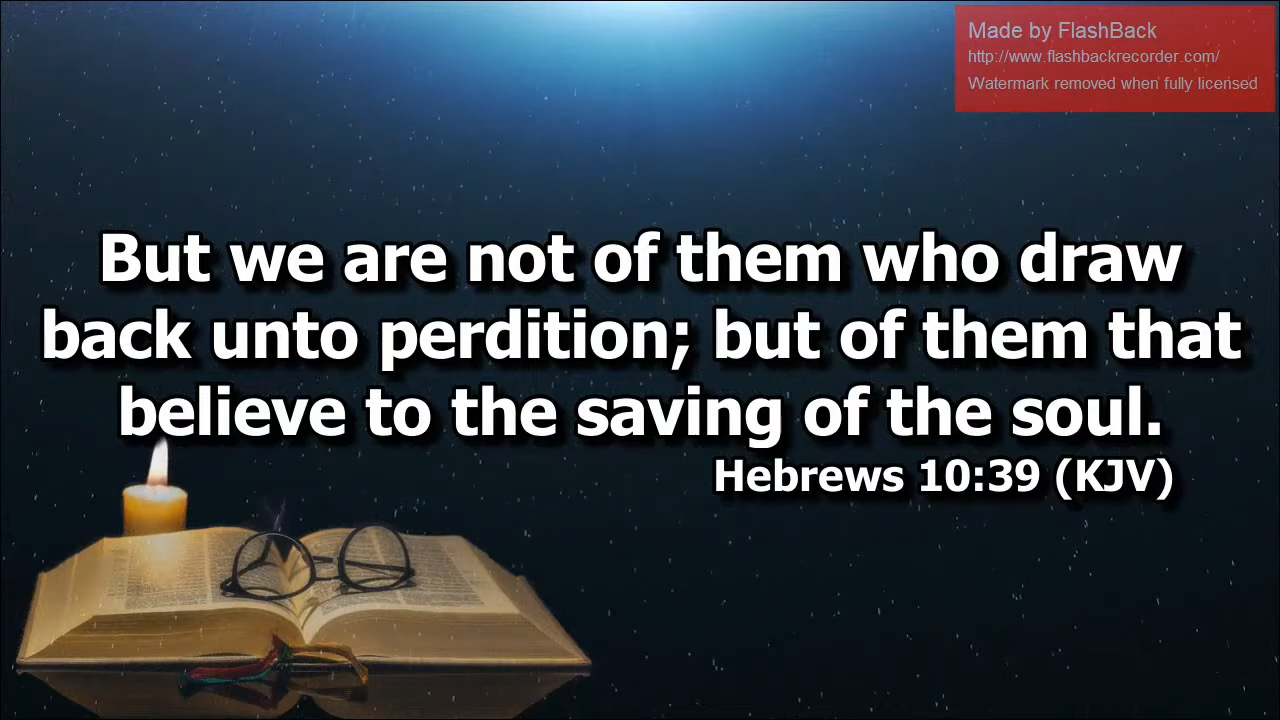 Made by FlashBack
http://www.flashbackrecorder.com/
Watermark removed when fully licensed
But we are not of them who draw
back unto perdition; but of them that
believe to the saving of the soul.
Hebrews 10:39 (KJV)